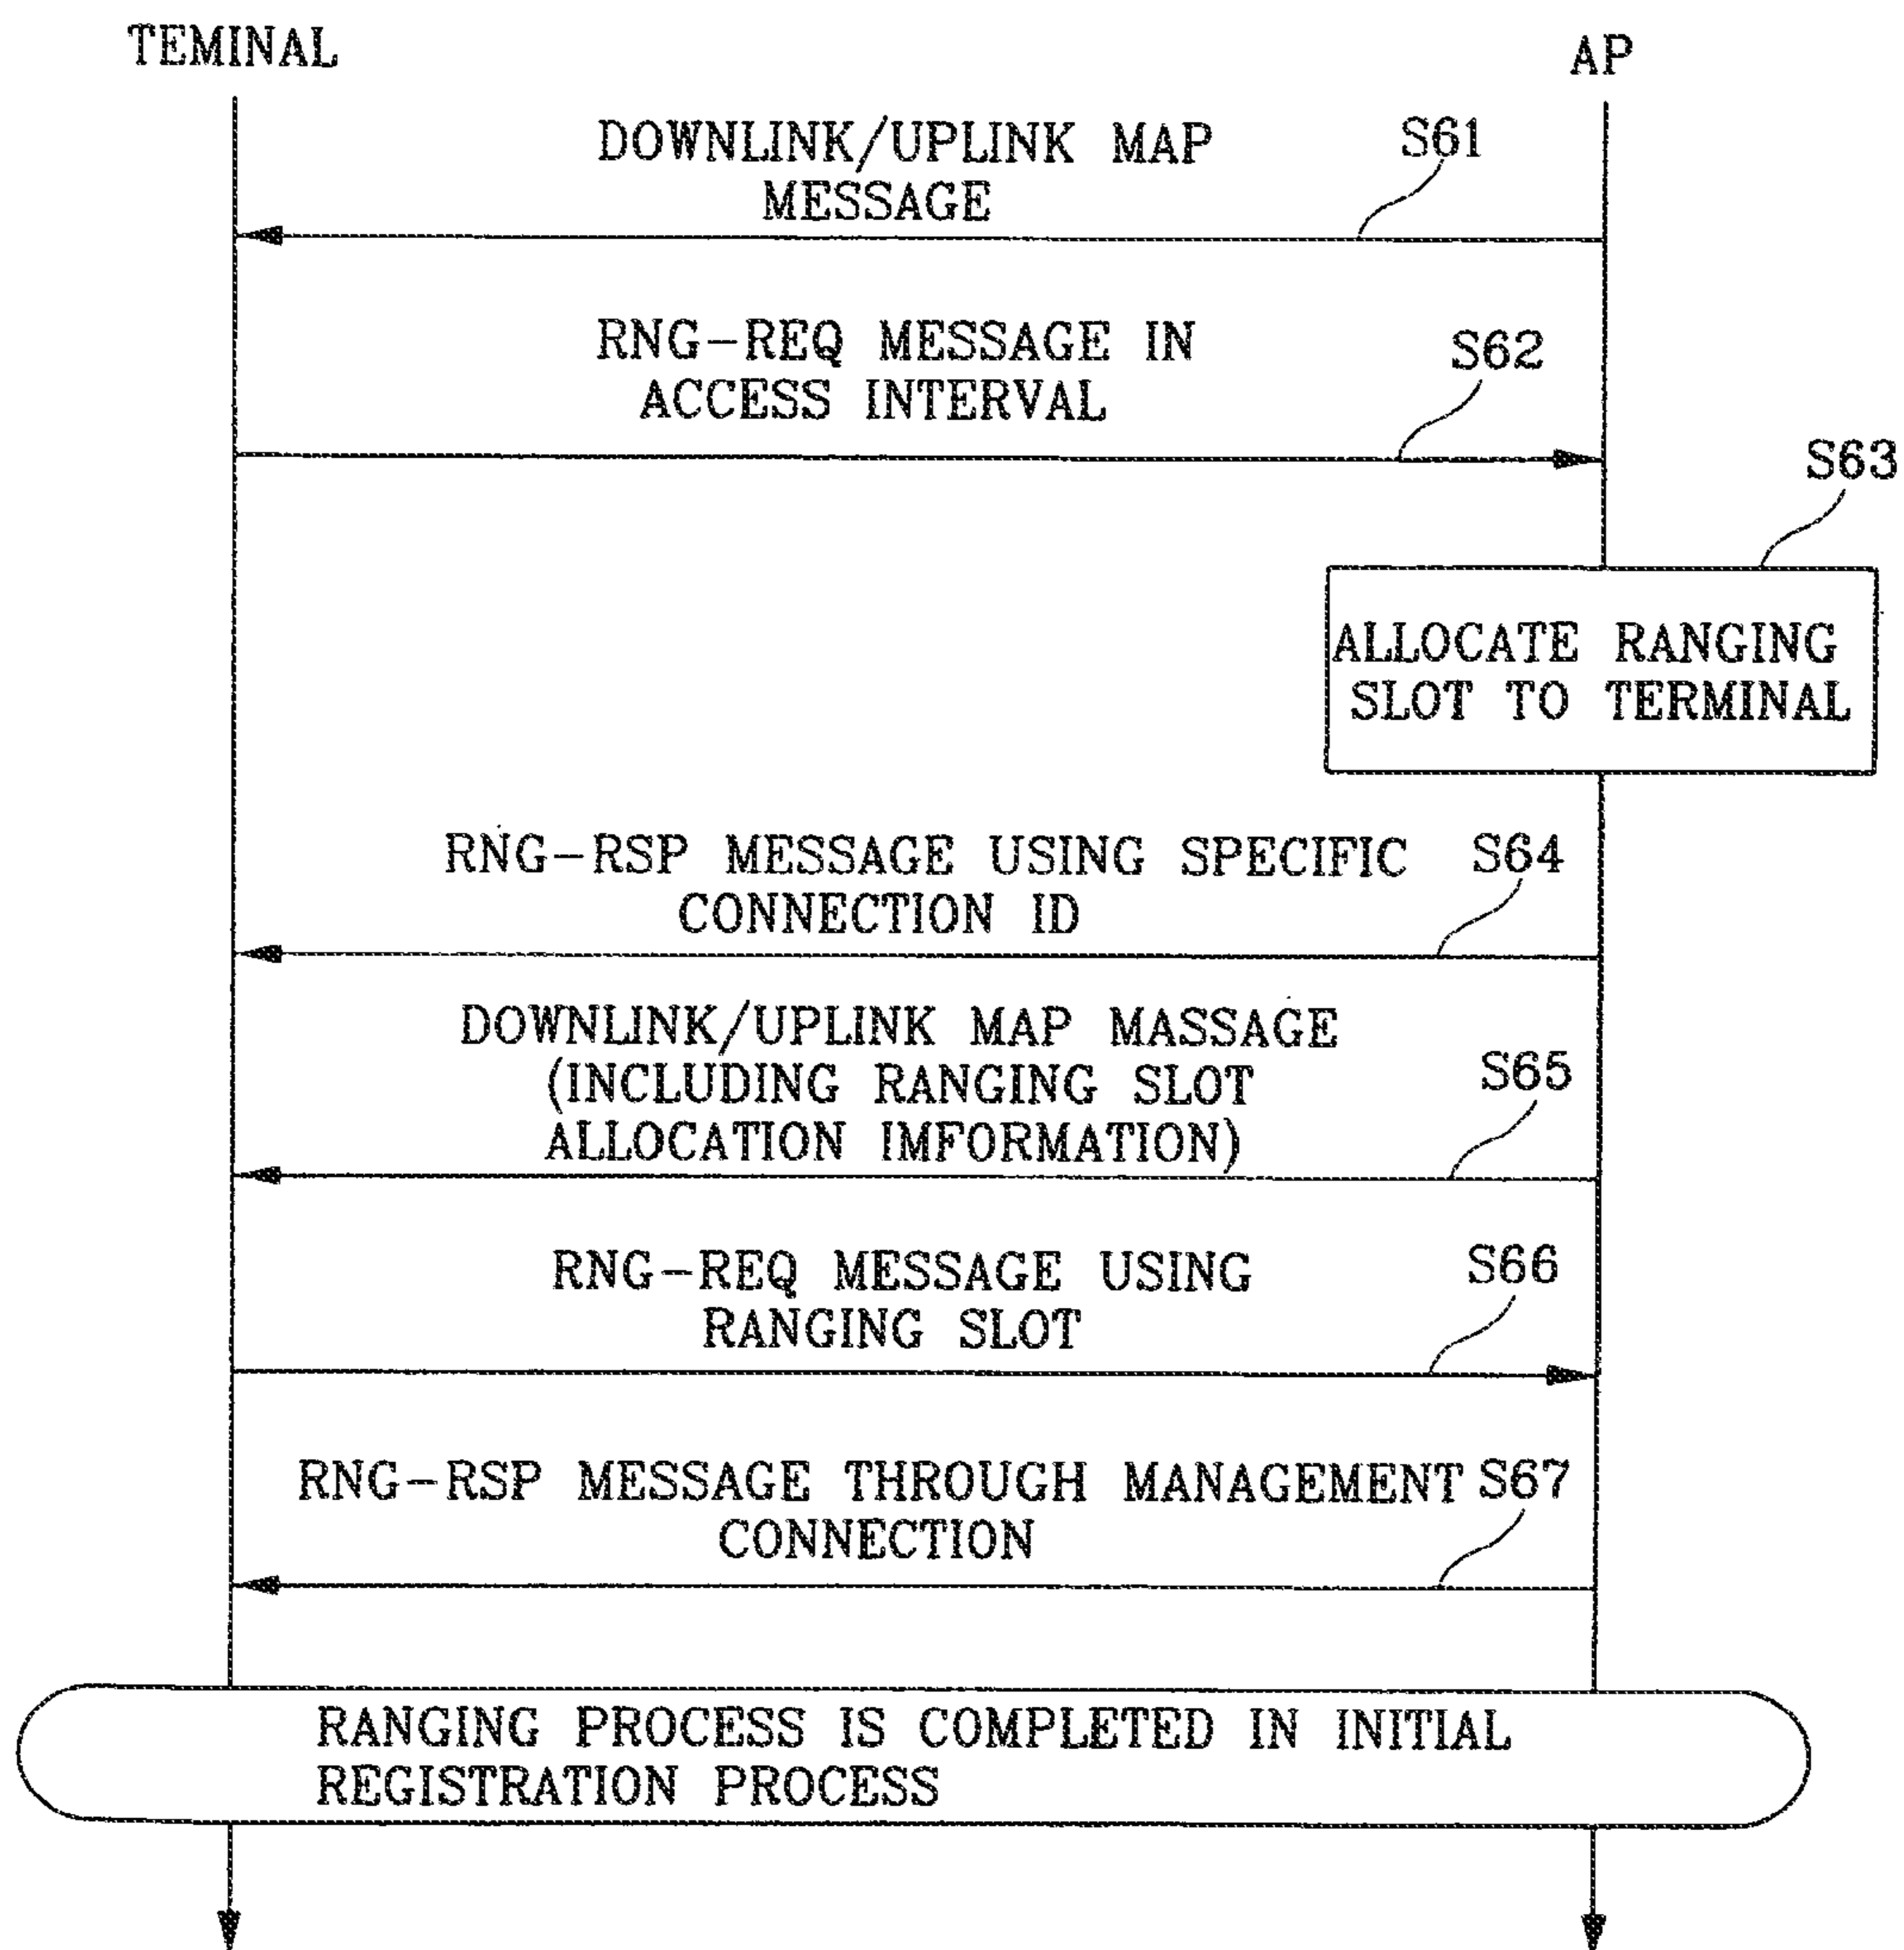 TEMINAL
AP
DOWNLINK/UPLINK MAP
MESSAGE
S61
RNG-REQ MESSAGE IN
ACCESS INTERVAL
S62
S63
ALLOCATE RANGING
SLOT TO TERMINAL
RNG-RSP MESSAGE USING SPECIFIC
CONNECTION ID
S64
DOWNLINK/UPLINK MAP MASSAGE
(INCLUDING RANGING SLOT
ALLOCATION IMFORMATION)
S65
RNG-REQ MESSAGE USING
RANGING SLOT
S66
RNG-RSP MESSAGE THROUGH MANAGEMENT
CONNECTION
S67
RANGING PROCESS IS COMPLETED IN INITIAL
REGISTRATION PROCESS